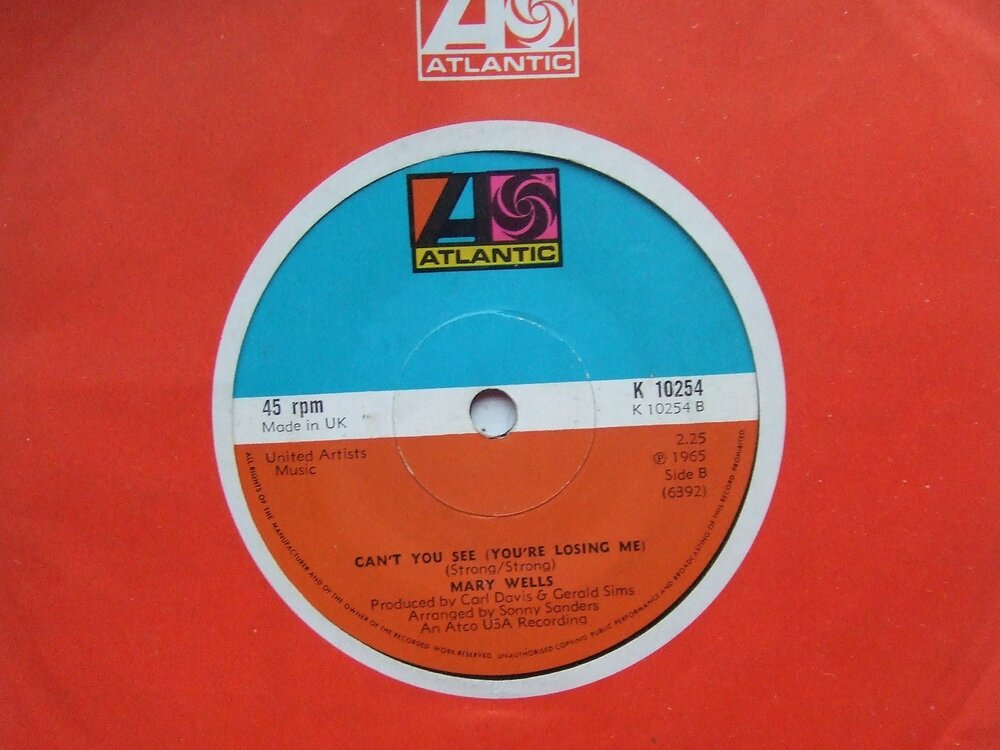 ATLANTIC
ATLANTIC
45 rpm
Made in UK
K 10254
K 10254 B
United Artists
Music
2.25
℗ 1965
Side B
(6392)
CAN'T YOU SEE (YOU'RE LOSING ME)
(Strong/Strong)
MARY WELLS
Produced by Carl Davis & Gerald Sims
Arranged by Sonny Sanders
An Atco USA Recording
ALL RIGHTS OF THE MANUFACTURER AND OF THE OWNER OF THE RECORDED WORK RESERVED. UNAUTHORISED COPYING PUBLIC PERFORMANCE AND BROADCASTING OF THIS RECORD PROHIBITED.